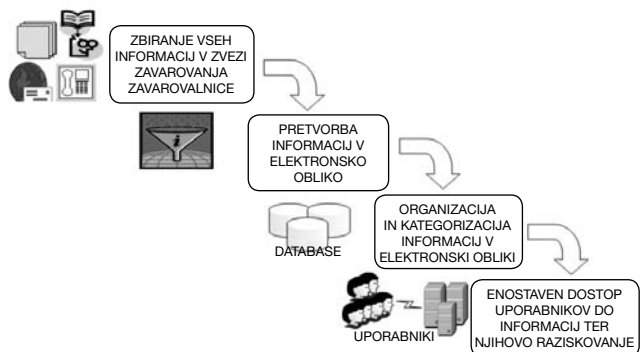 ZBIRANJE VSEH
INFORMACIJ V ZVEZI
ZAVAROVANJA
ZAVAROVALNICE
i
PRETVORBA
INFORMACIJ V
ELEKTRONSKO
OBLIKO
DATABASE
ORGANIZACIJA
IN KATEGORIZACIJA
INFORMACIJ V
ELEKTRONSKI OBLIKI
UPORABNIKI
ENOSTAVEN DOSTOP
UPORABNIKOV DO
INFORMACIJ TER
NJIHOVO RAZISKOVANJE